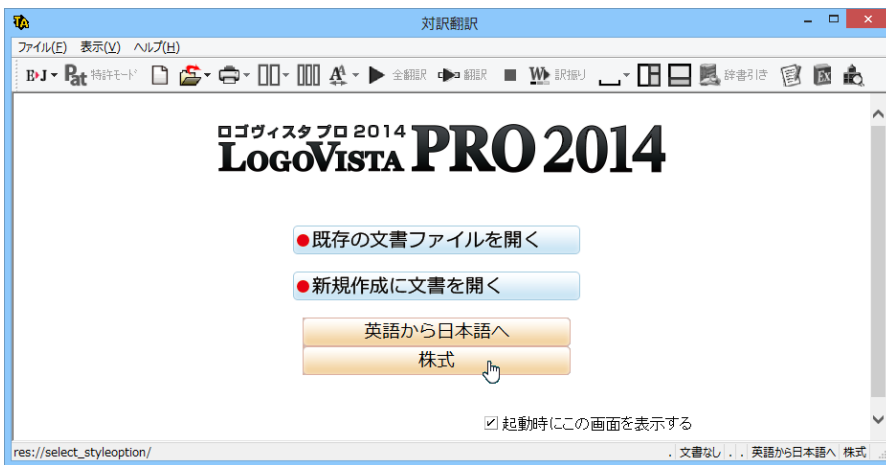 対訳翻訳
ファイル(F) 表示(V) ヘルプ(H)
E›J Pat 特許モード A A 全翻訳 翻訳 W 訳振り 辞書引き EX
ロゴヴィスタ プロ 2014
LOGOVISTA PRO 2014
●既存の文書ファイルを開く
●新規作成に文書を開く
英語から日本語へ
株式
起動時にこの画面を表示する
res://select_styleoption/ . 文書なし . . 英語から日本語へ 株式